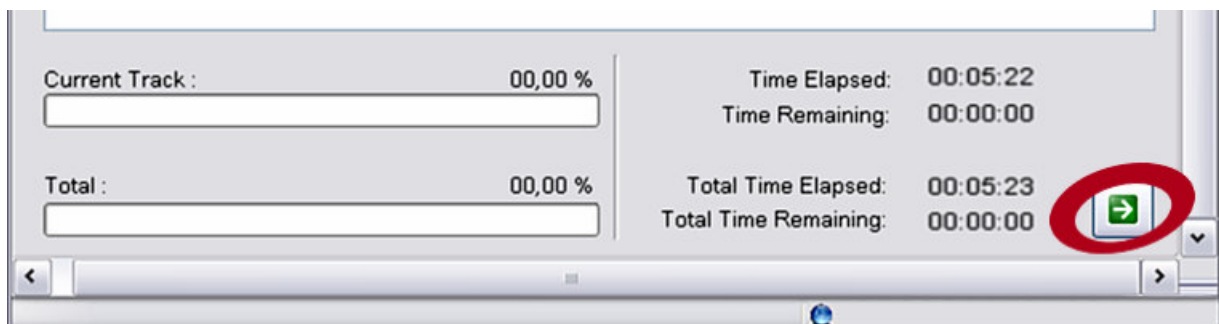 Current Track : 00,00 %
Time Elapsed: 00:05:22
Time Remaining: 00:00:00
Total : 00,00 %
Total Time Elapsed: 00:05:23
Total Time Remaining: 00:00:00